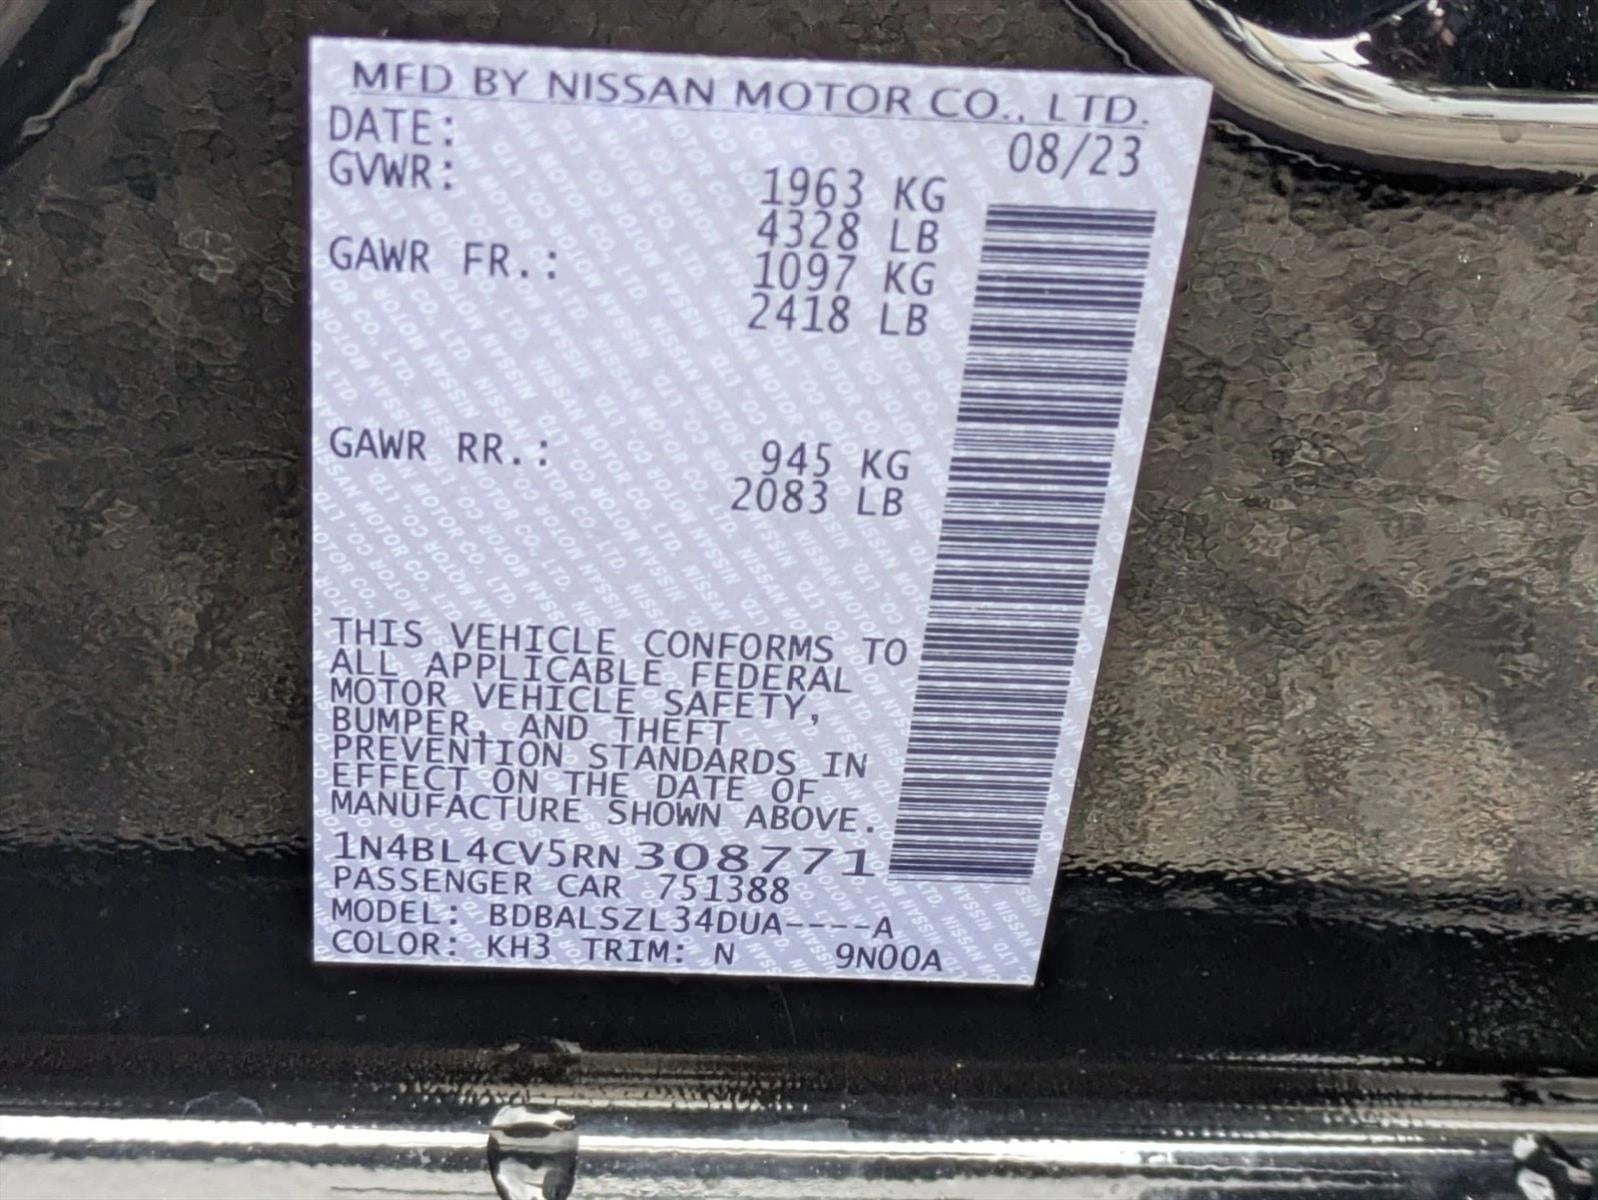 MFD BY NISSAN MOTOR CO., LTD.
DATE: 08/23
GVWR: 1963 KG
4328 LB
GAWR FR.: 1097 KG
2418 LB
GAWR RR.: 945 KG
2083 LB
THIS VEHICLE CONFORMS TO
ALL APPLICABLE FEDERAL
MOTOR VEHICLE SAFETY,
BUMPER, AND THEFT
PREVENTION STANDARDS IN
EFFECT ON THE DATE OF
MANUFACTURE SHOWN ABOVE.
1N4BL4CV5RN308771
PASSENGER CAR 751388
MODEL: BDBALSZL34DUA----A
COLOR: KH3 TRIM: N 9N00A